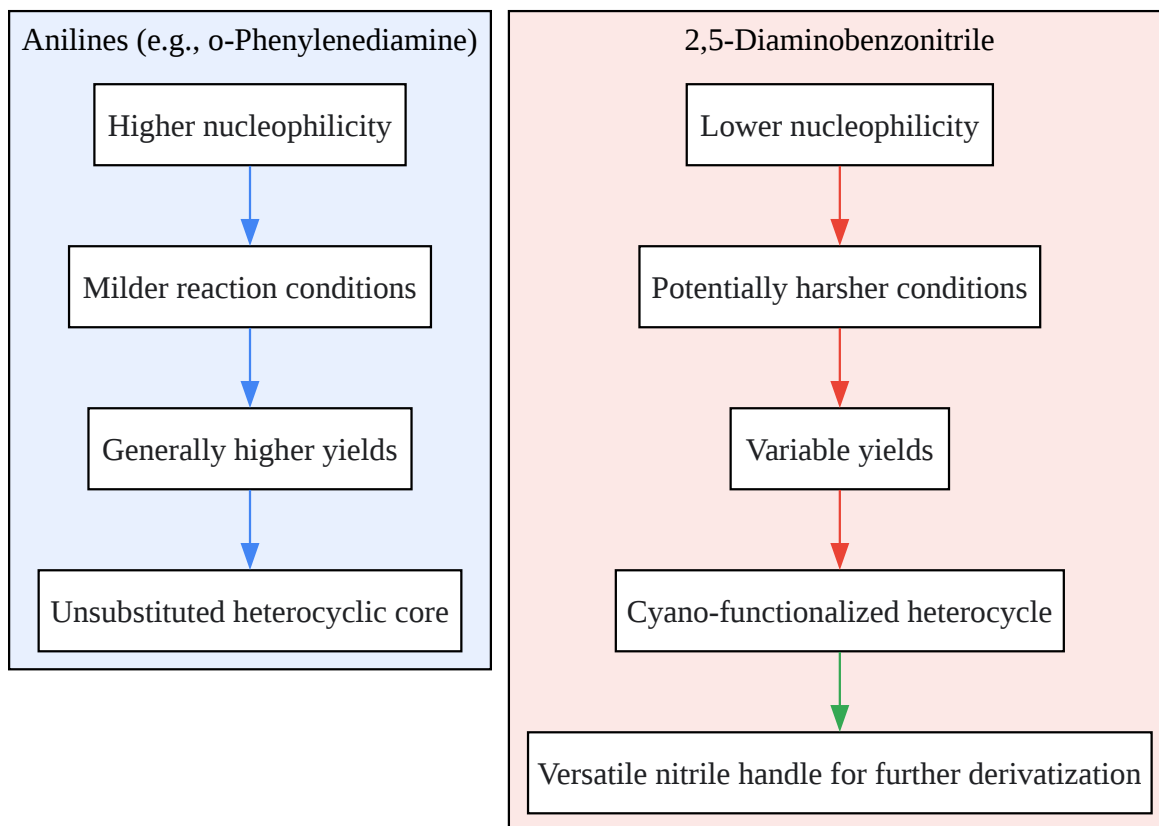 Anilines (e.g., o-Phenylenediamine)
Higher nucleophilicity
Milder reaction conditions
Generally higher yields
Unsubstituted heterocyclic core
2,5-Diaminobenzonitrile
Lower nucleophilicity
Potentially harsher conditions
Variable yields
Cyano-functionalized heterocycle
Versatile nitrile handle for further derivatization